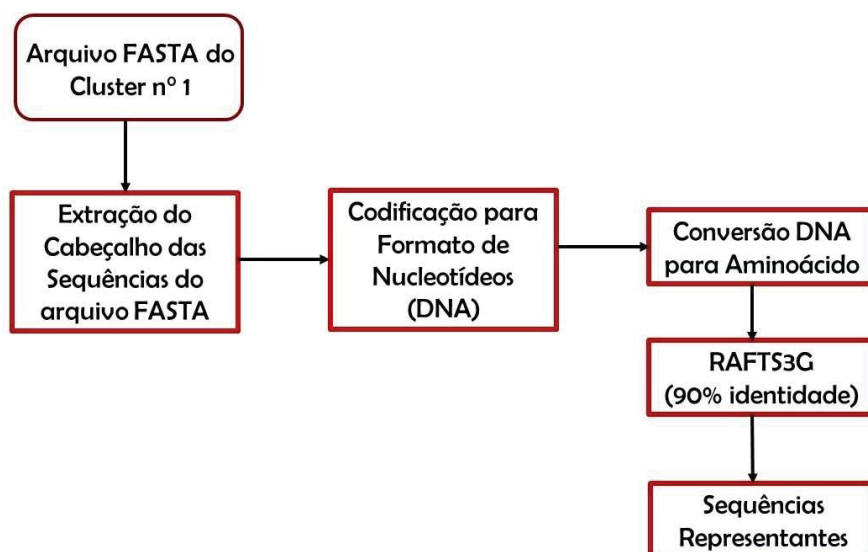 Arquivo FASTA do
Cluster nº 1
Extração do
Cabeçalho das
Sequências do
arquivo FASTA
Codificação para
Formato de
Nucleotídeos
(DNA)
Conversão DNA
para Aminoácido
RAFTS3G
(90% identidade)
Sequências
Representantes